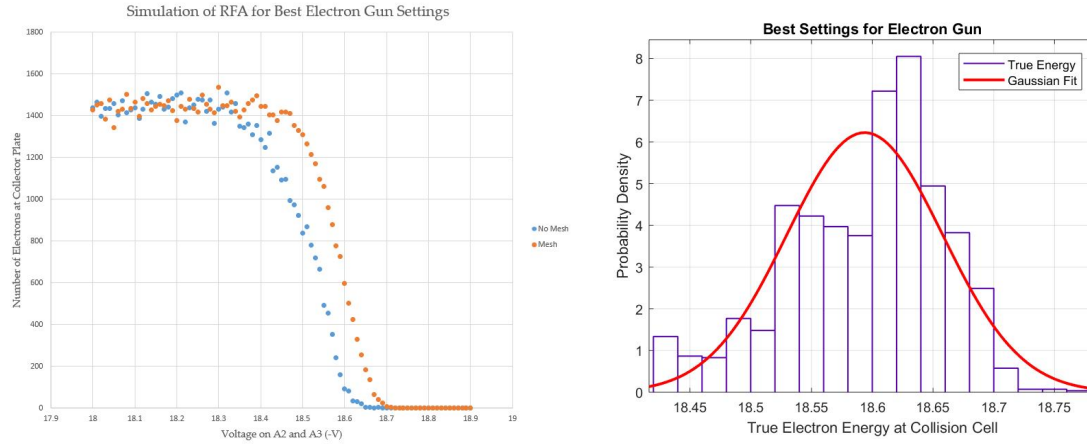 Simulation of RFA for Best Electron Gun Settings
Number of Electrons at Collector Plate
1800
1600
1400
1200
1000
800
600
400
200
0
17.9 18 18.1 18.2 18.3 18.4 18.5 18.6 18.7 18.8 18.9 19
Voltage on A2 and A3 (-V)
No Mesh
Mesh
Best Settings for Electron Gun
Probability Density
8
7
6
5
4
3
2
1
0
18.45 18.5 18.55 18.6 18.65 18.7 18.75
True Electron Energy at Collision Cell
True Energy
Gaussian Fit